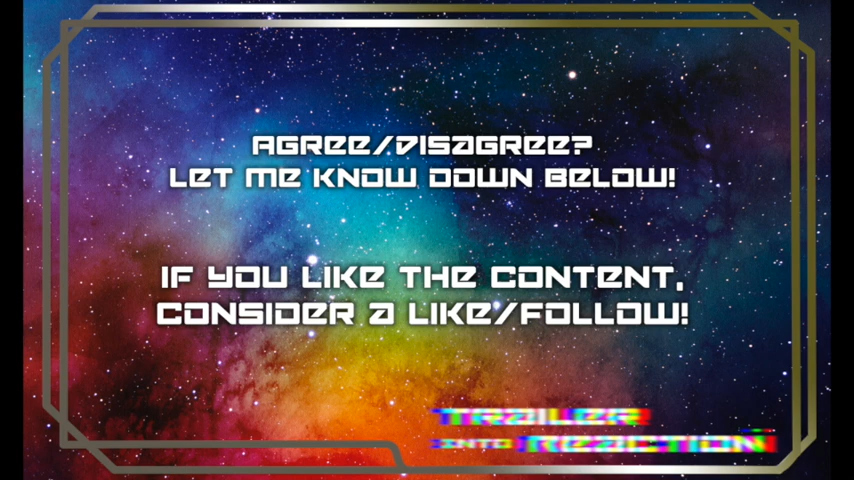 AGREE/DISAGREE?
LET ME KNOW DOWN BELOW!
IF YOU LIKE THE CONTENT,
CONSIDER A LIKE/FOLLOW!
TRAILER
INTO REACTION